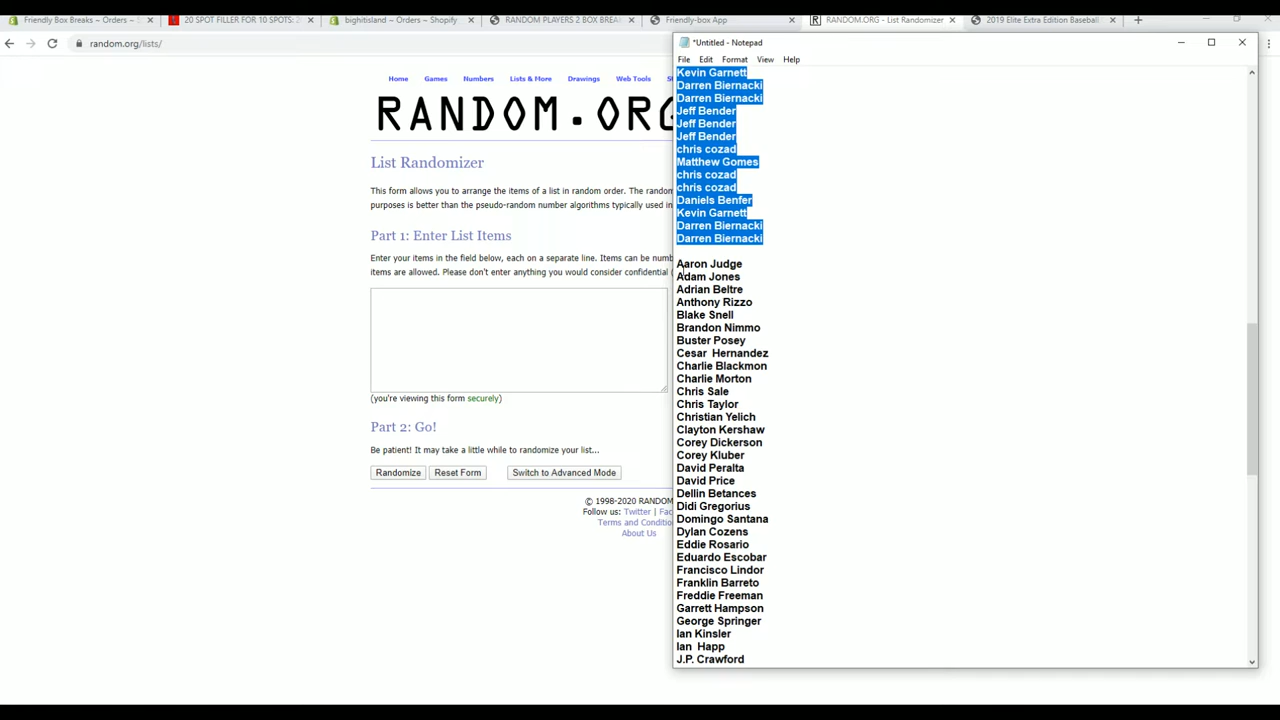 Friendly Box Breaks ~ Orders ~
20 SPOT FILLER FOR 10 SPOTS: 2
bighitisland ~ Orders ~ Shopify
RANDOM PLAYERS 2 BOX BREA
Friendly-box App
RANDOM.ORG - List Randomizer
2019 Elite Extra Edition Baseball
random.org/lists/
*Untitled - Notepad
File Edit Format View Help
Home Games Numbers Lists & More Drawings Web Tools
RANDOM.ORG
List Randomizer
This form allows you to arrange the items of a list in random order. The
purposes is better than the pseudo-random number algorithms typically used in
Part 1: Enter List Items
Enter your items in the field below, each on a separate line. Items can be
items are allowed. Please don't enter anything you would consider confidential
(you're viewing this form securely)
Part 2: Go!
Be patient! It may take a little while to randomize your list...
Randomize Reset Form Switch to Advanced Mode
© 1998-2020 RANDOM
Follow us: Twitter |
Terms and
About Us
Kevin Garnett
Darren Biernacki
Darren Biernacki
Jeff Bender
Jeff Bender
Jeff Bender
chris cozad
Matthew Gomes
chris cozad
chris cozad
Daniels Benfer
Kevin Garnett
Darren Biernacki
Darren Biernacki
Aaron Judge
Adam Jones
Adrian Beltre
Anthony Rizzo
Blake Snell
Brandon Nimmo
Buster Posey
Cesar  Hernandez
Charlie Blackmon
Charlie Morton
Chris Sale
Chris Taylor
Christian Yelich
Clayton Kershaw
Corey Dickerson
Corey Kluber
David Peralta
David Price
Dellin Betances
Didi Gregorius
Domingo Santana
Dylan Cozens
Eddie Rosario
Eduardo Escobar
Francisco Lindor
Franklin Barreto
Freddie Freeman
Garrett Hampson
George Springer
Ian Kinsler
Ian  Happ
J.P. Crawford